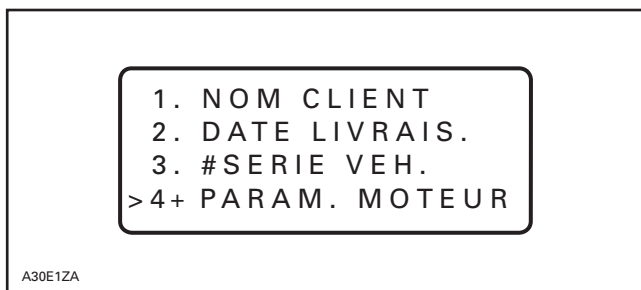 1. NOM CLIENT
2. DATE LIVRAIS.
3. #SERIE VEH.
>4+ PARAM. MOTEUR
A30E1ZA